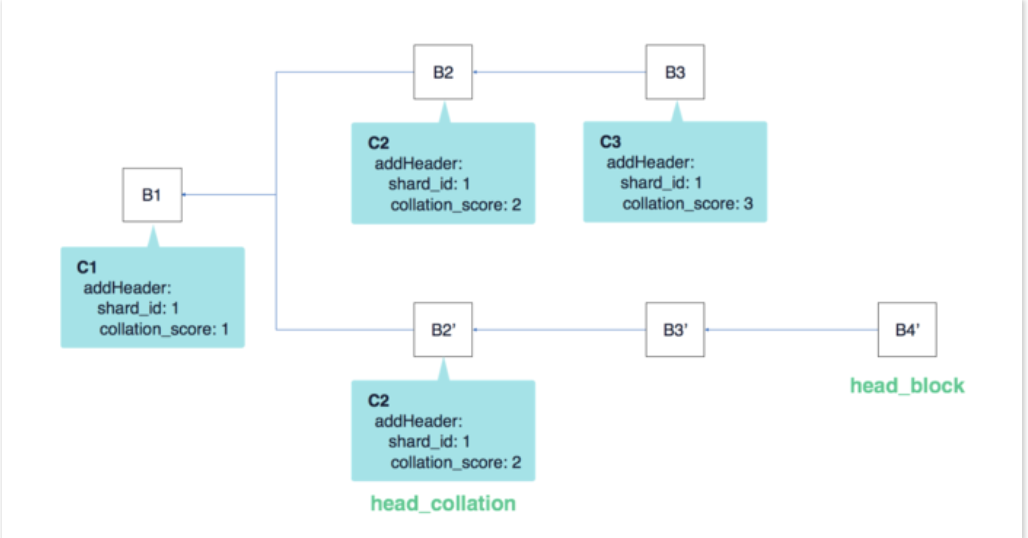 B2
B3
C2
addHeader:
shard_id: 1
collation_score: 2
C3
addHeader:
shard_id: 1
collation_score: 3
B1
C1
addHeader:
shard_id: 1
collation_score: 1
B2’
B3’
B4’
head_block
C2
addHeader:
shard_id: 1
collation_score: 2
head_collation